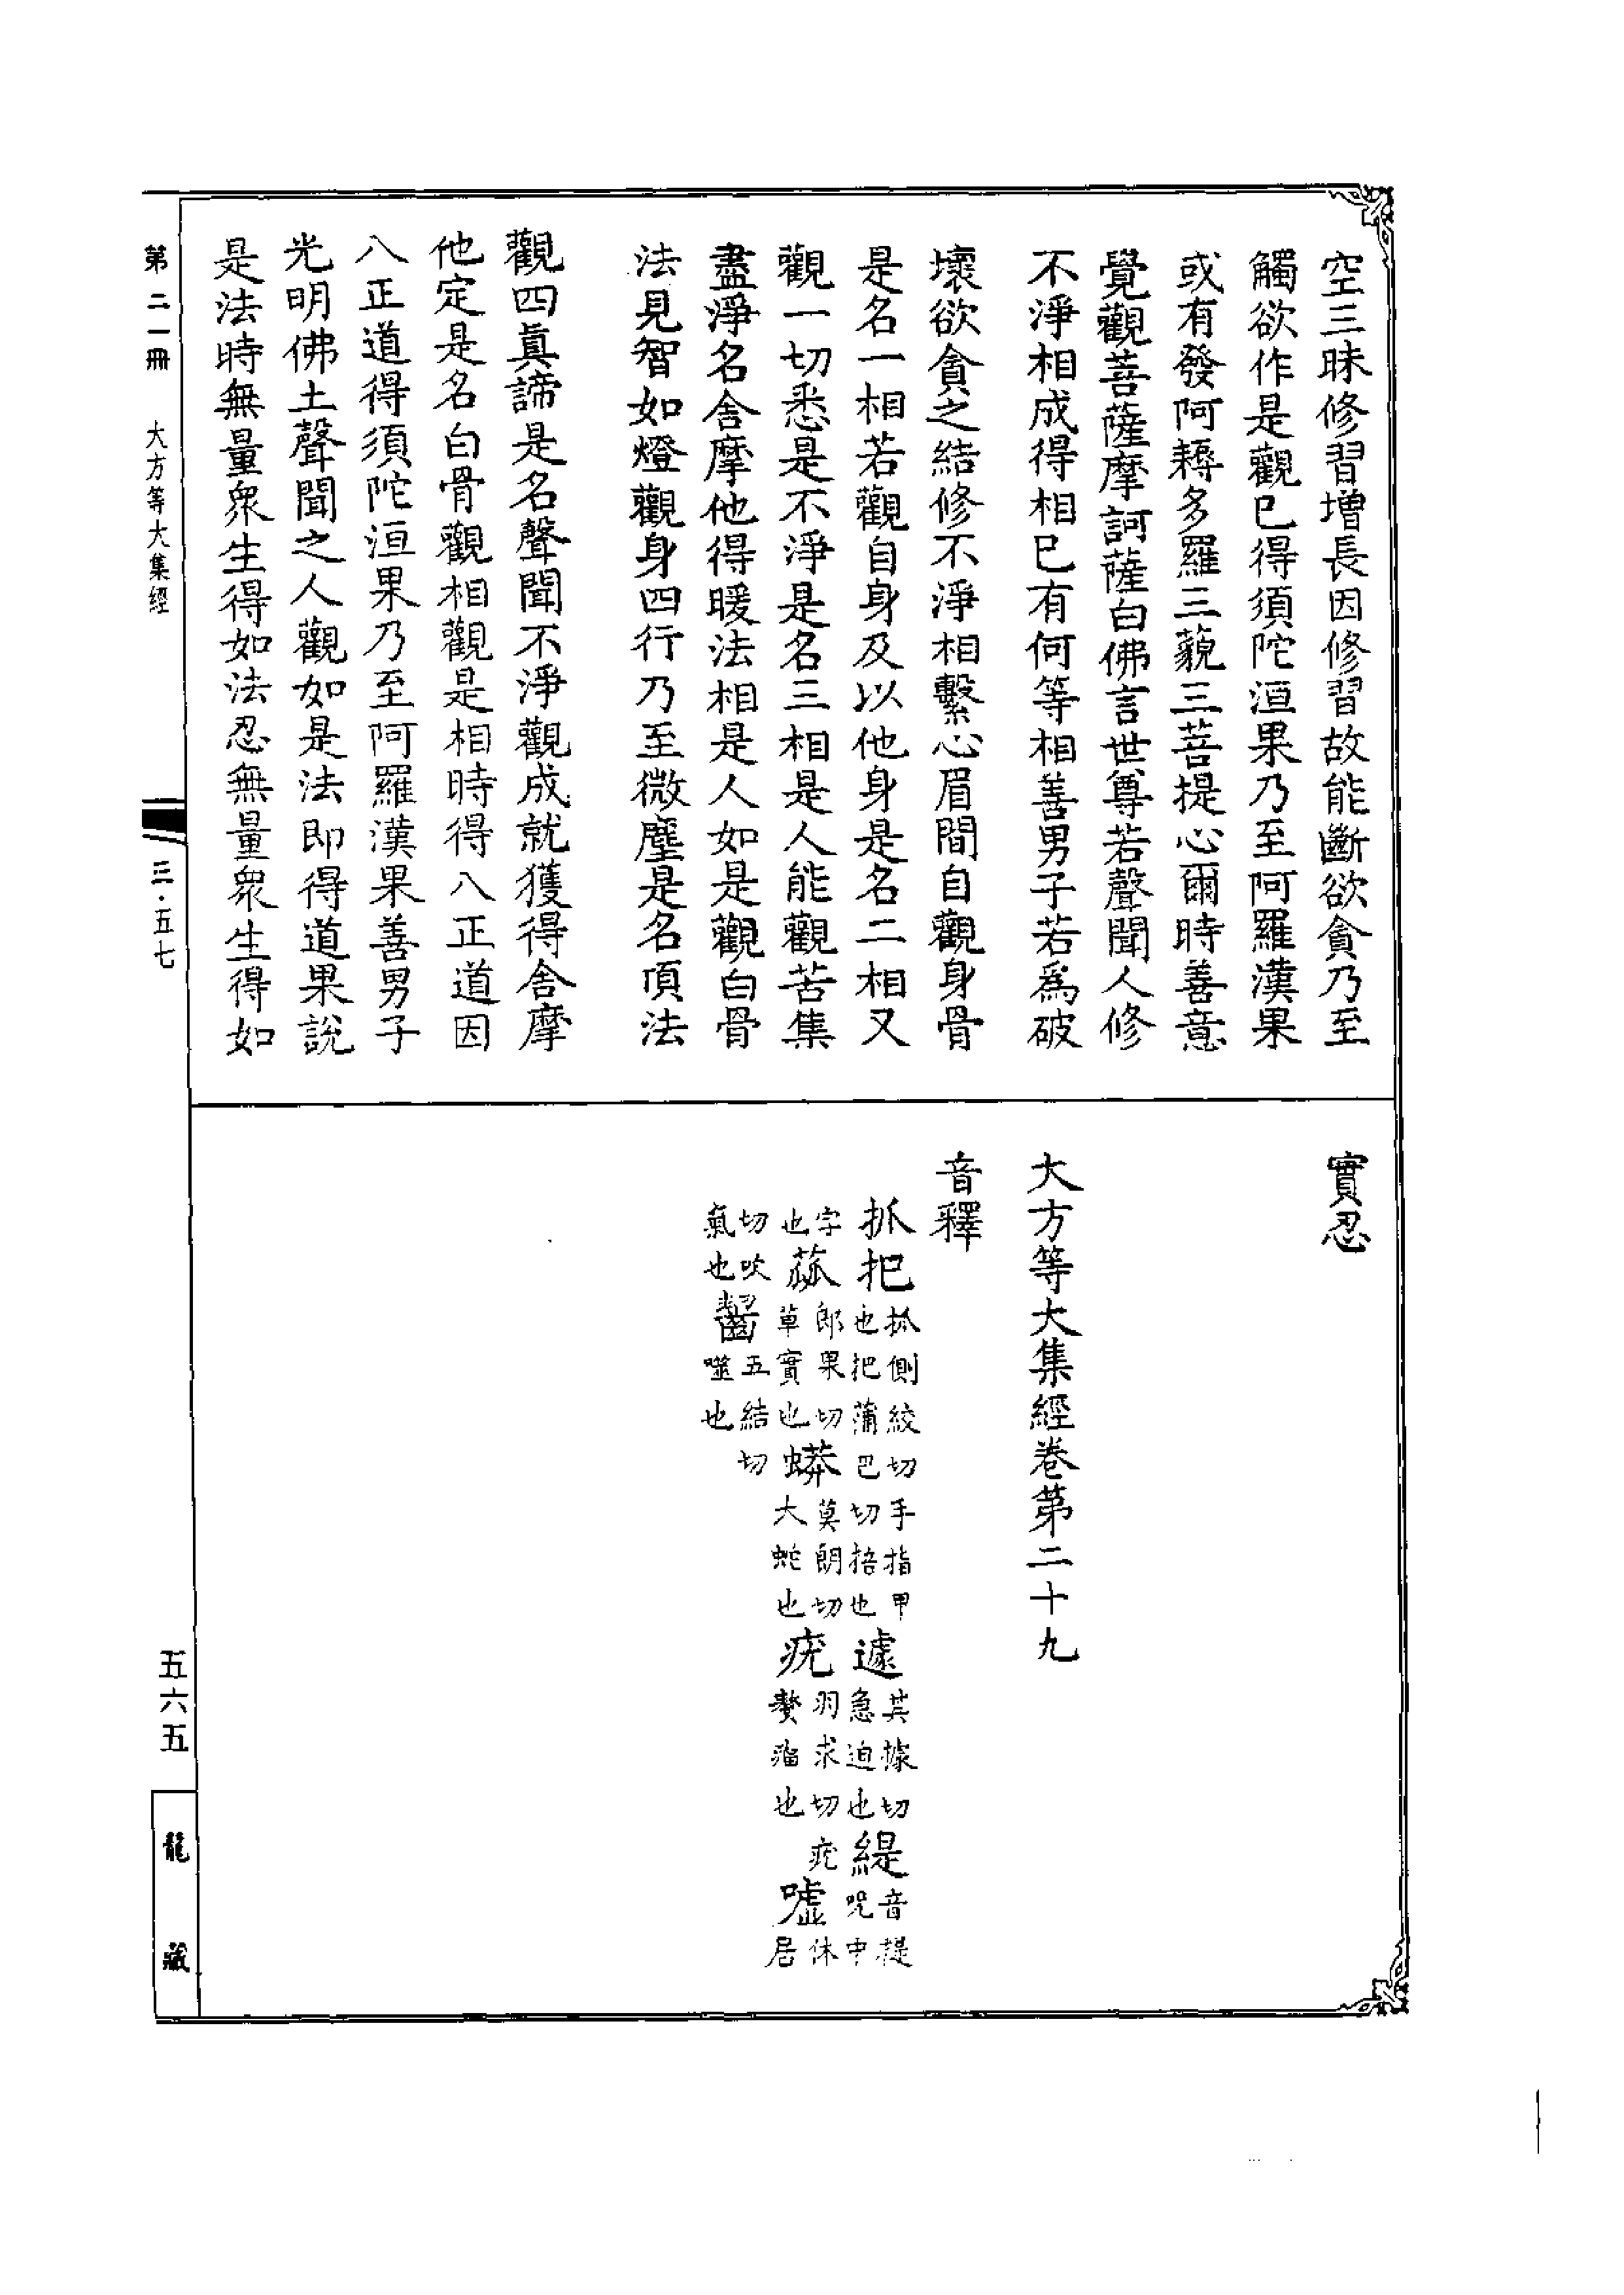 空三昧修習增長因修習故能斷欲貪乃至
觸欲作是觀已得須陀洹果乃至阿羅漢果
或有發阿耨多羅三藐三菩提心爾時善意
覺觀菩薩摩訶薩白佛言世尊若聲聞人修
不淨相成得相已有何等相善男子若爲破
壞欲貪之結修不淨相繫心眉間自觀身骨
是名一相若觀自身及以他身是名二相又
觀一切悉是不淨是名三相是人能觀苦集
盡淨名舍摩他得暖法相是人如是觀白骨
法見智如燈觀身四行乃至微塵是名頂法
觀四眞諦是名聲聞不淨觀成就獲得舍摩
他定是名白骨觀相觀是相時得八正道因
八正道得須陀洹果乃至阿羅漢果善男子
光明佛土聲聞之人觀如是法即得道果說
是法時無量衆生得如法忍無量衆生得如
實忍
大方等大集經卷第二十九
音釋
抓把抓側絞切手指甲也把蒲巴切掊也遽其據切急迫也緹音提咒中
字也蓏郎果切草實也蟒莫朗切大蛇也疣羽求切疣贅瘤也噓休居
切吹氣也齧五結切噬也
第二一冊 大方等大集經 三·五七 五六五 龍藏